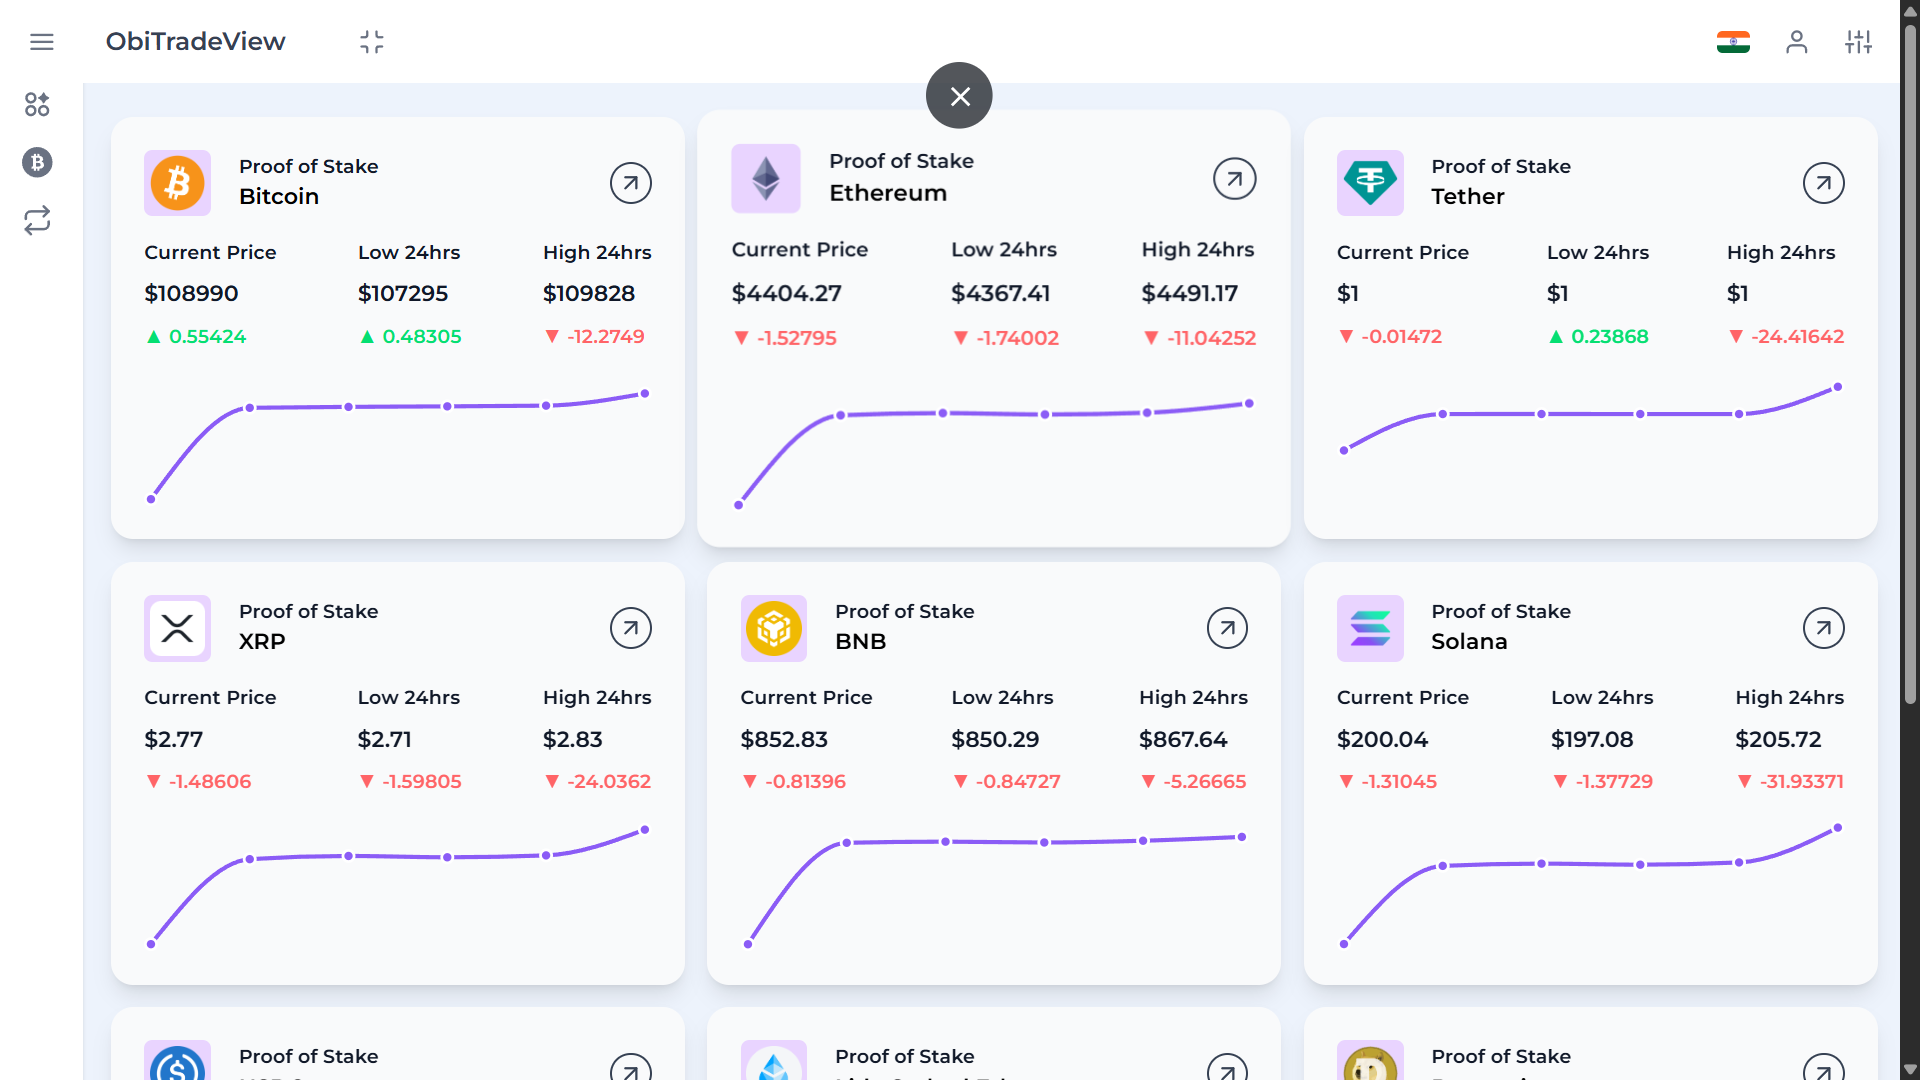 ObiTradeView
Proof of Stake
Bitcoin
Current Price Low 24hrs High 24hrs
$108990 $107295 $109828
▲ 0.55424 ▲ 0.48305 ▼ -12.2749
Proof of Stake
Ethereum
Current Price Low 24hrs High 24hrs
$4404.27 $4367.41 $4491.17
▼ -1.52795 ▼ -1.74002 ▼ -11.04252
Proof of Stake
Tether
Current Price Low 24hrs High 24hrs
$1 $1 $1
▼ -0.01472 ▲ 0.23868 ▼ -24.41642
Proof of Stake
XRP
Current Price Low 24hrs High 24hrs
$2.77 $2.71 $2.83
▼ -1.48606 ▼ -1.59805 ▼ -24.0362
Proof of Stake
BNB
Current Price Low 24hrs High 24hrs
$852.83 $850.29 $867.64
▼ -0.81396 ▼ -0.84727 ▼ -5.26665
Proof of Stake
Solana
Current Price Low 24hrs High 24hrs
$200.04 $197.08 $205.72
▼ -1.31045 ▼ -1.37729 ▼ -31.93371
Proof of Stake
Proof of Stake
Proof of Stake